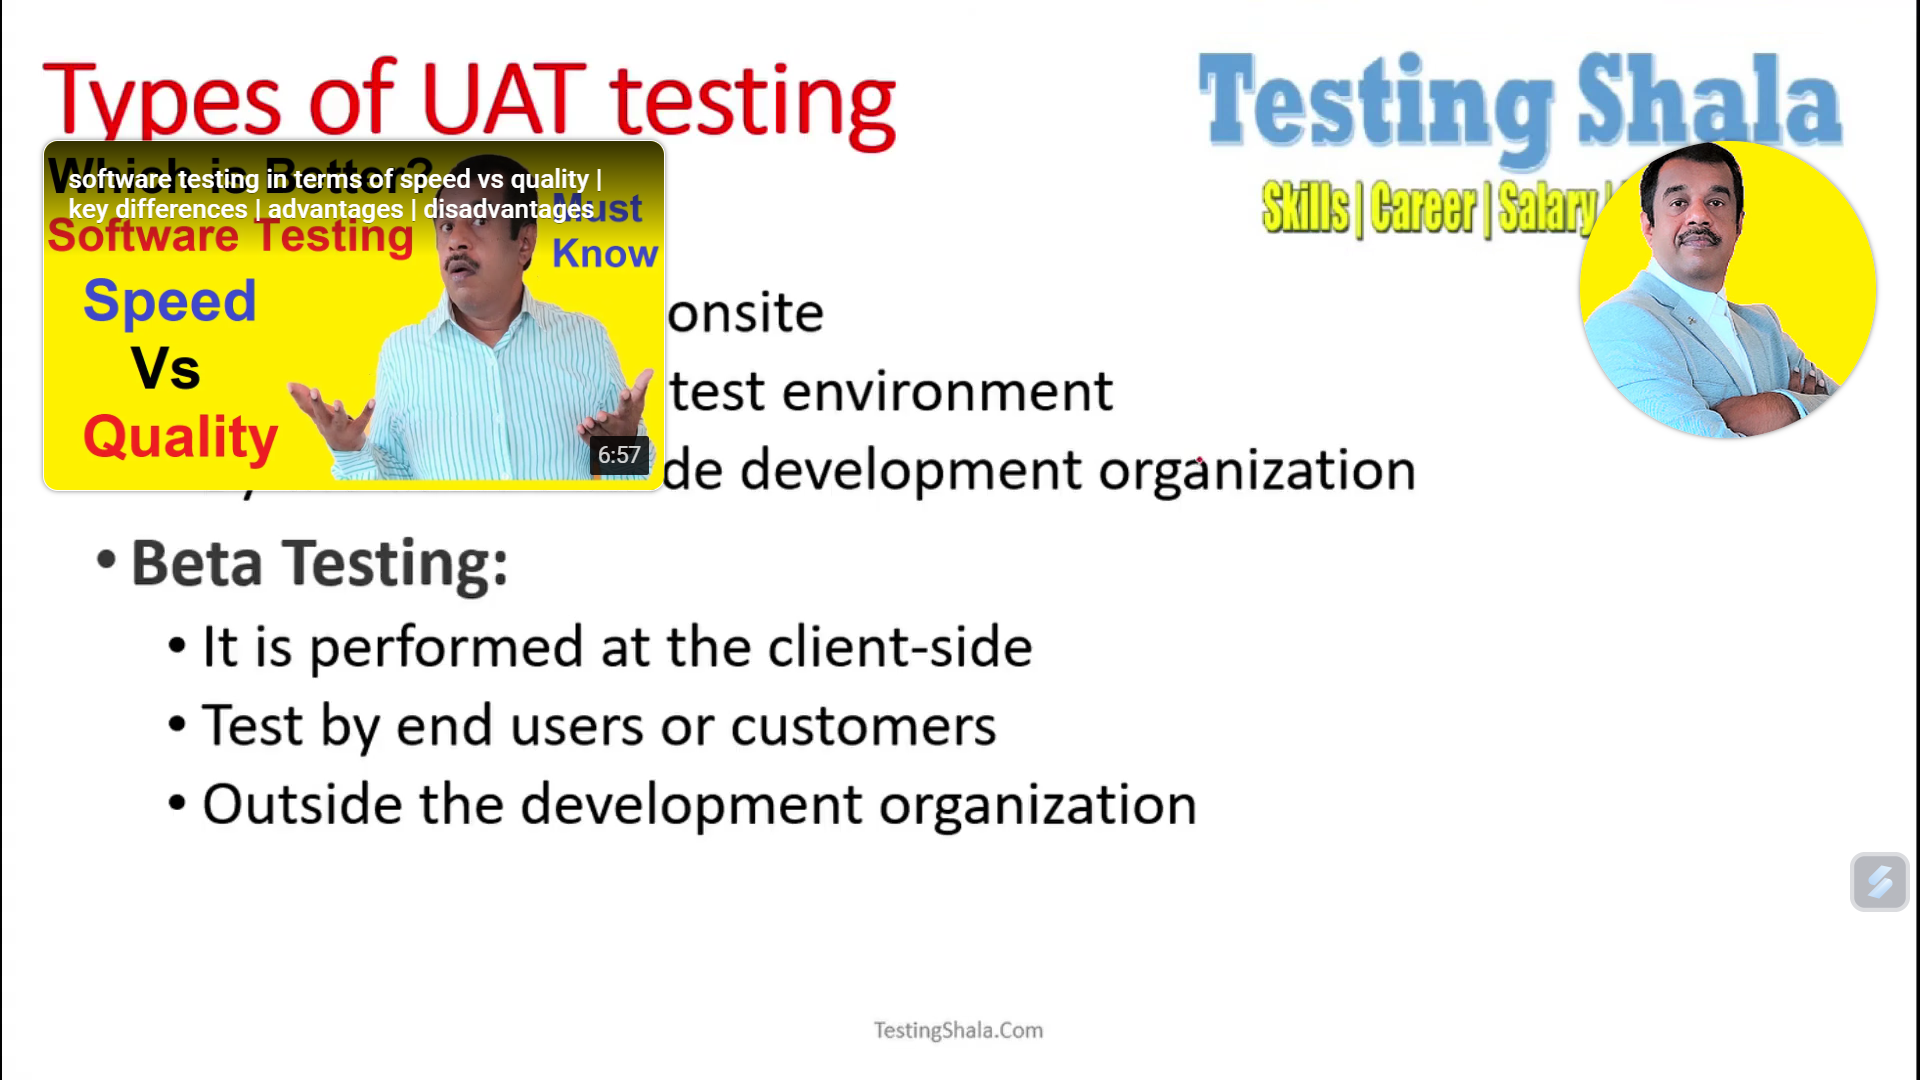 Types of UAT testing
Testing Shala
Skills | Career | Salary
Which is Better?
software testing in terms of speed vs quality |
key differences | advantages | disadvantages
Must
Know
Software Testing
Speed
Vs
Quality
6:57
onsite
test environment
de development organization
• Beta Testing:
• It is performed at the client-side
• Test by end users or customers
• Outside the development organization
TestingShala.Com